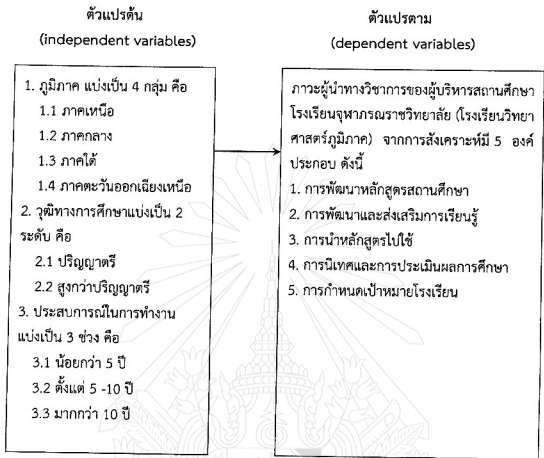 ตัวแปรต้น
(independent variables)
1. ภูมิภาค แบ่งเป็น 4 กลุ่ม คือ
1.1 ภาคเหนือ
1.2 ภาคกลาง
1.3 ภาคใต้
1.4 ภาคตะวันออกเฉียงเหนือ
2. วุฒิทางการศึกษาแบ่งเป็น 2
ระดับ คือ
2.1 ปริญญาตรี
2.2 สูงกว่าปริญญาตรี
3. ประสบการณ์ในการทำงาน
แบ่งเป็น 3 ช่วง คือ
3.1 น้อยกว่า 5 ปี
3.2 ตั้งแต่ 5 -10 ปี
3.3 มากกว่า 10 ปี
ตัวแปรตาม
(dependent variables)
ภาวะผู้นำทางวิชาการของผู้บริหารสถานศึกษา
โรงเรียนจุฬาภรณราชวิทยาลัย (โรงเรียนวิทยา
ศาสตร์ภูมิภาค) จากการสังเคราะห์มี 5 องค์
ประกอบ ดังนี้
1. การพัฒนาหลักสูตรสถานศึกษา
2. การพัฒนาและส่งเสริมการเรียนรู้
3. การนำหลักสูตรไปใช้
4. การนิเทศและการประเมินผลการศึกษา
5. การกำหนดเป้าหมายโรงเรียน